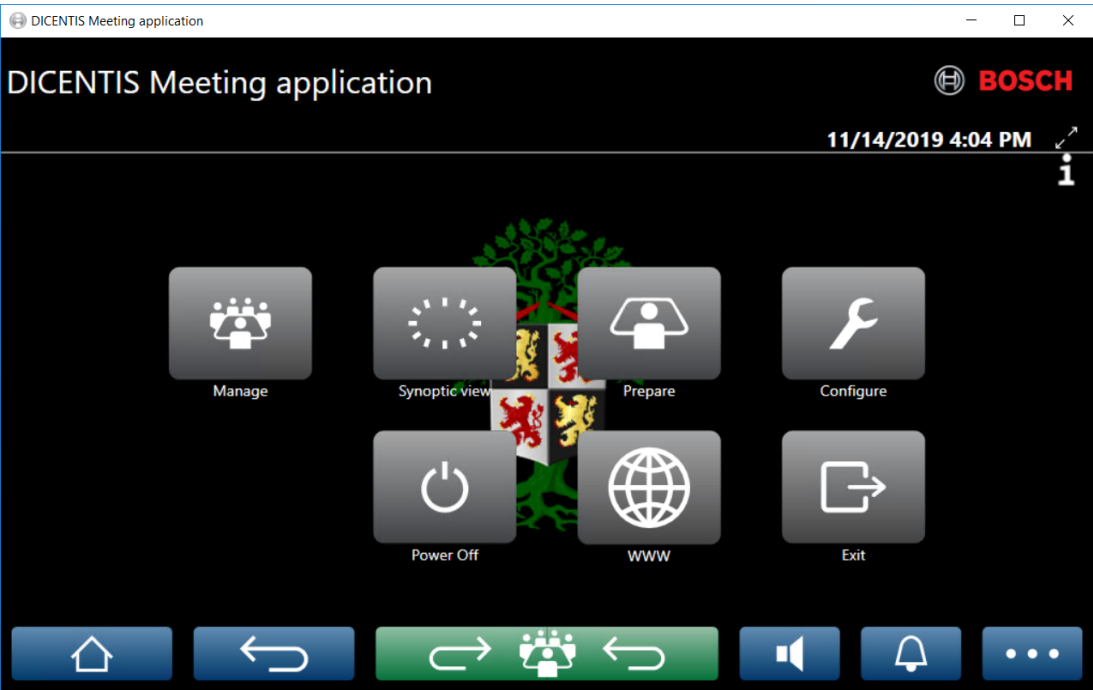 DICENTIS Meeting application
DICENTIS Meeting application
BOSCH
11/14/2019 4:04 PM
Manage
Synoptic view
Prepare
Configure
Power Off
WWW
Exit